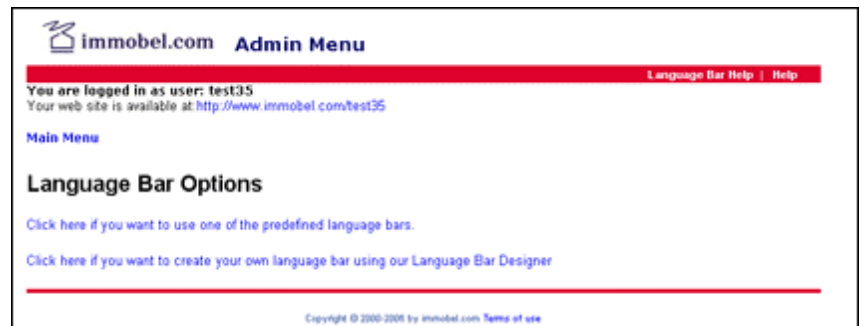 immobel.com Admin Menu
Language Bar Help | Help
You are logged in as user: test35
Your web site is available at:http://www.immobel.com/test35
Main Menu
Language Bar Options
Click here if you want to use one of the predefined language bars.
Click here if you want to create your own language bar using our Language Bar Designer
Copyright © 2000-2006 by immobel.com Terms of use